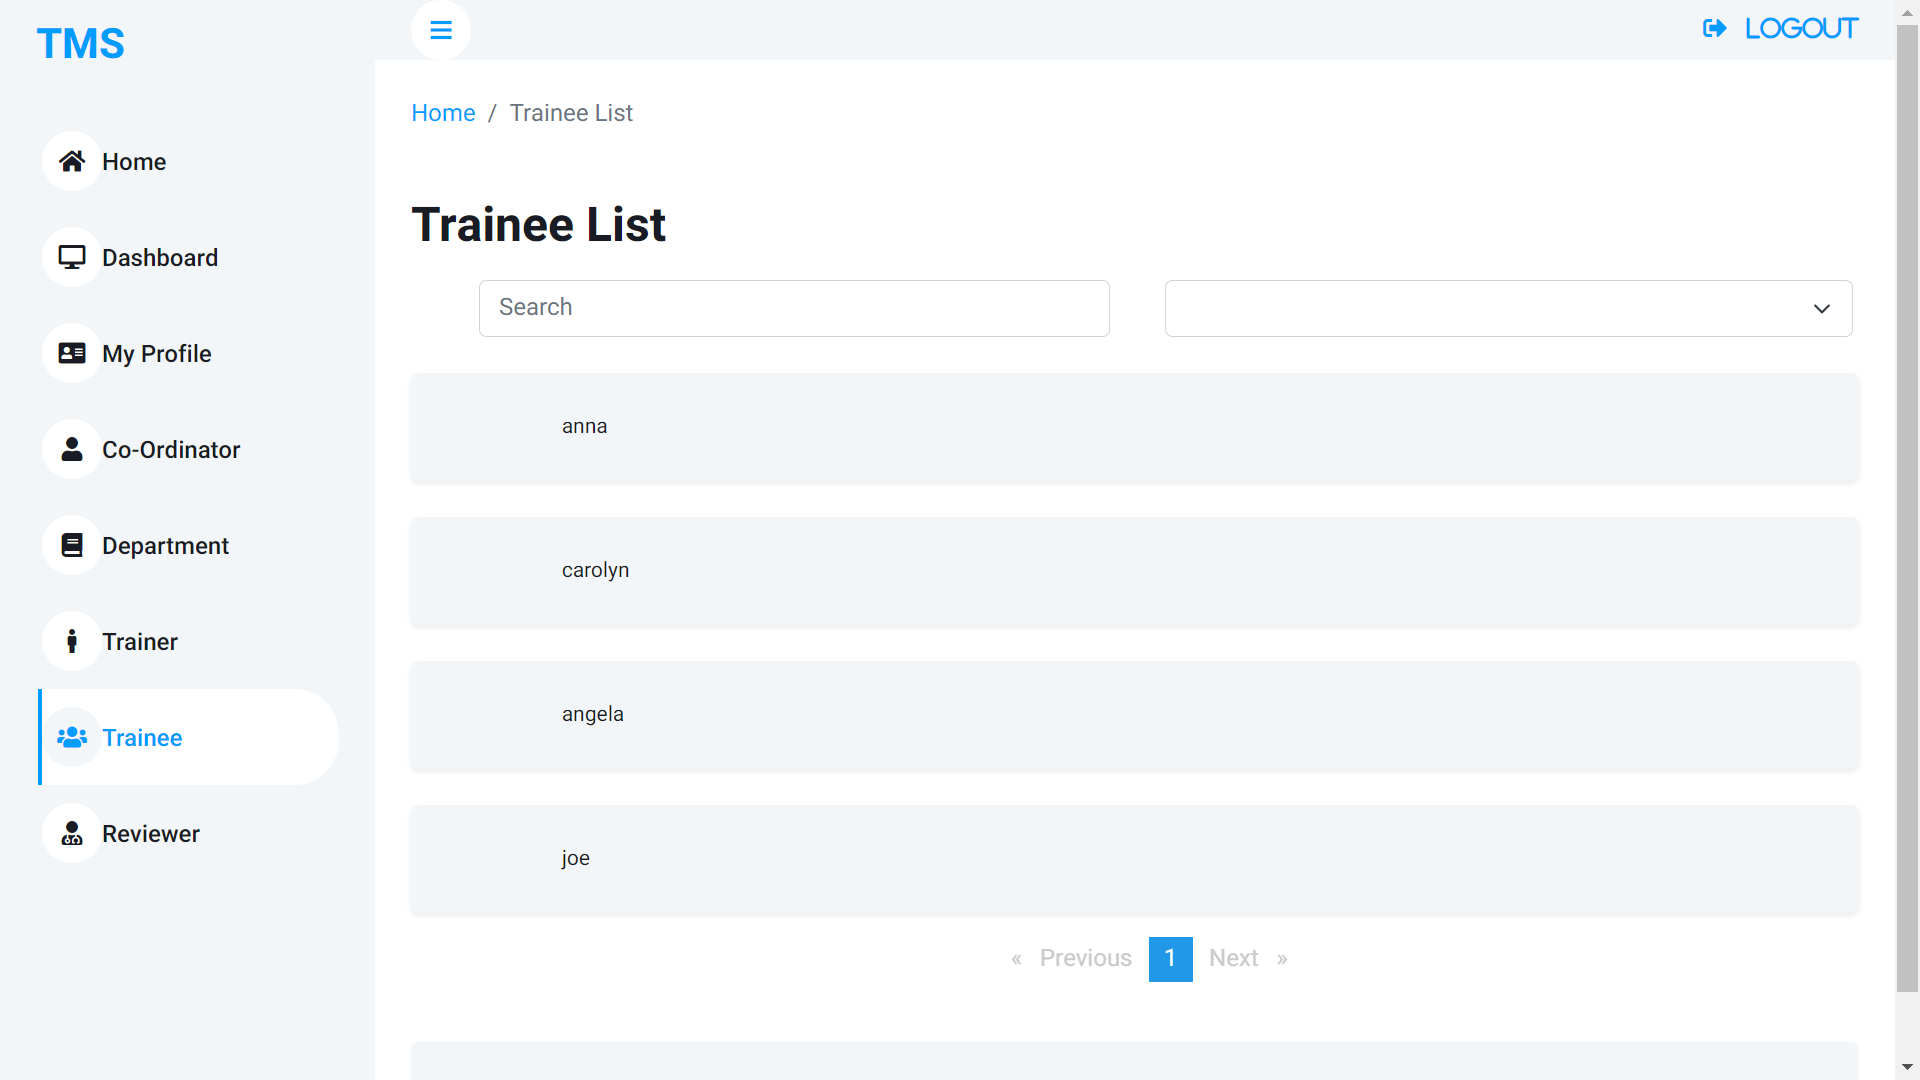 TMS
LOGOUT
Home / Trainee List
Home
Dashboard
My Profile
Co-Ordinator
Department
Trainer
Trainee
Reviewer
Trainee List
Search
anna
carolyn
angela
joe
« Previous 1 Next »